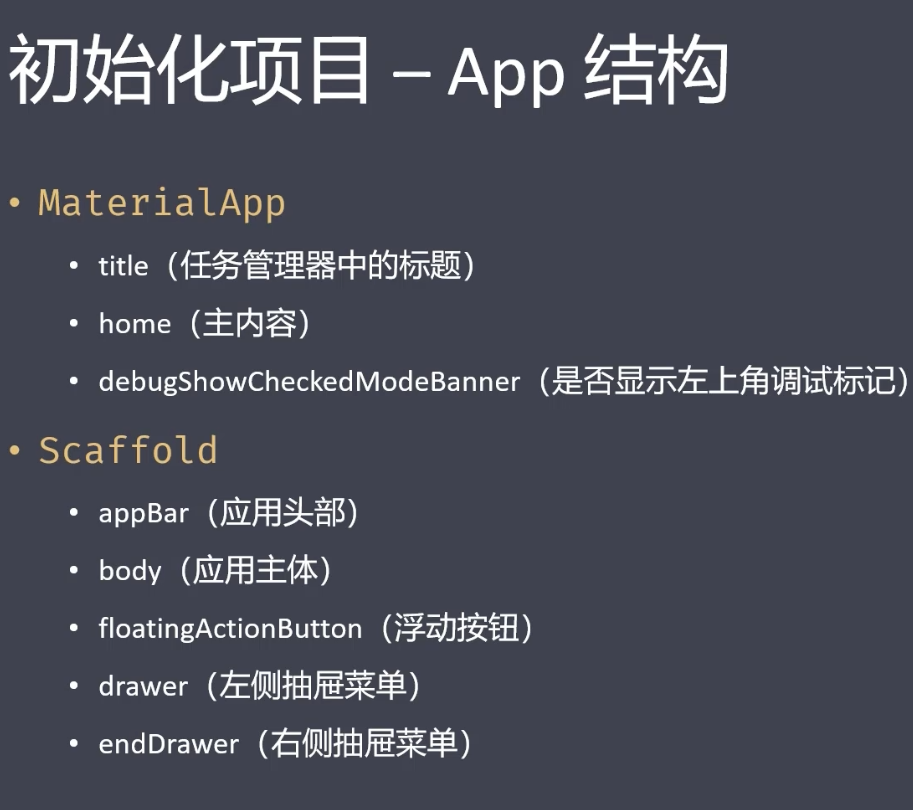 初始化项目 – App 结构
• MaterialApp
• title（任务管理器中的标题）
• home（主内容）
• debugShowCheckedModeBanner（是否显示左上角调试标记）
• Scaffold
• appBar（应用头部）
• body（应用主体）
• floatingActionButton（浮动按钮）
• drawer（左侧抽屉菜单）
• endDrawer（右侧抽屉菜单）